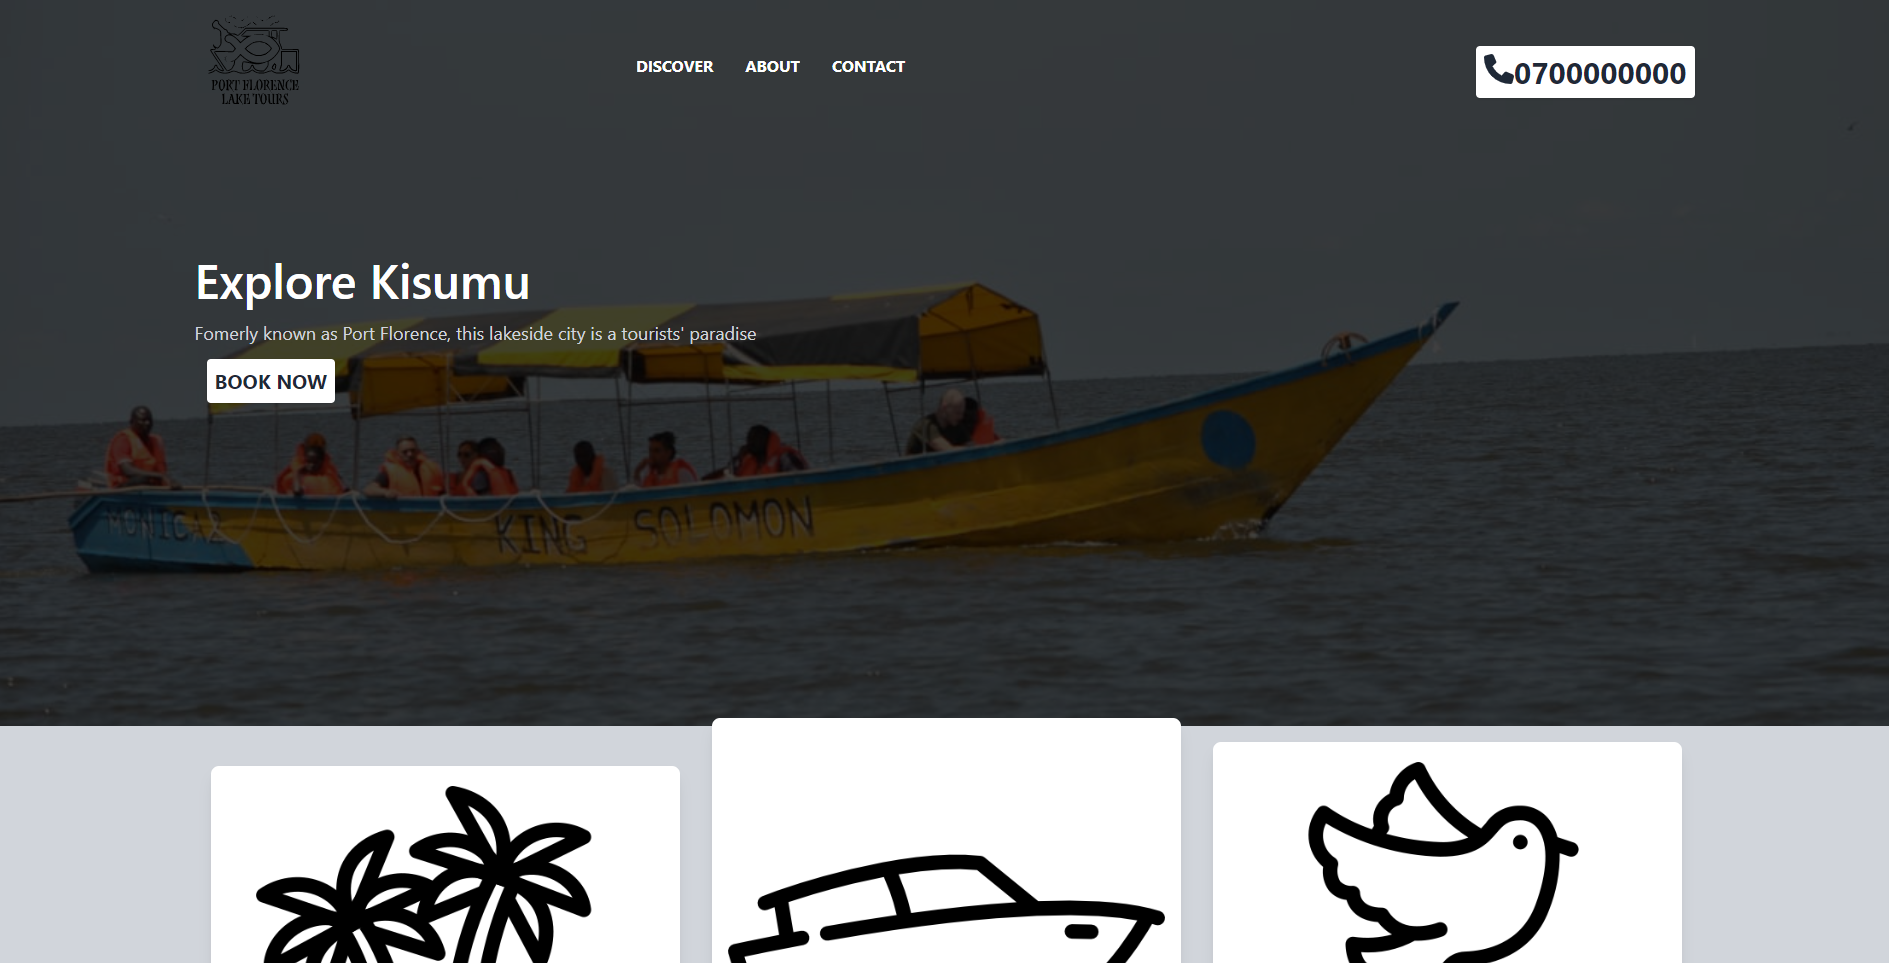 PORT FLORENCE
LAKE TOURS
DISCOVER
ABOUT
CONTACT
0700000000
Explore Kisumu
Fomerly known as Port Florence, this lakeside city is a tourists' paradise
BOOK NOW
MONICA 2
KING SOLOMON